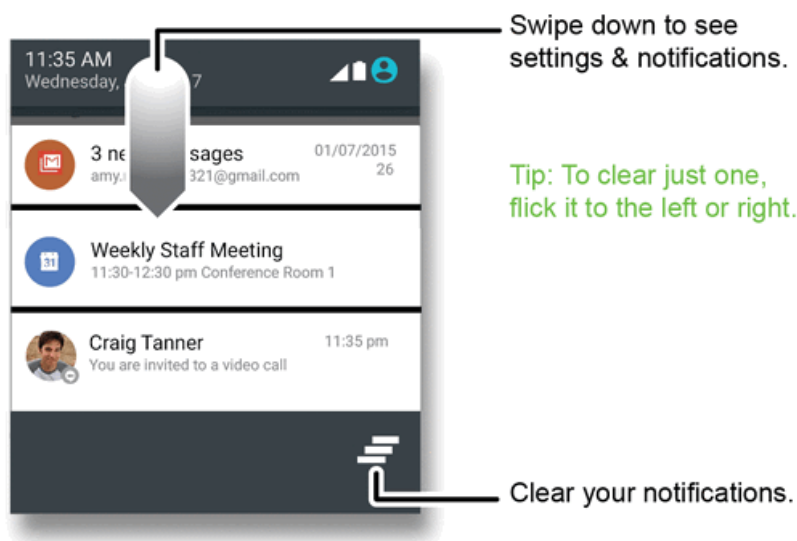 Swipe down to see
settings & notifications.
11:35 AM
Wednesday, 7
3 ne sages
01/07/2015
amy. 321@gmail.com
26
Tip: To clear just one,
flick it to the left or right.
31
Weekly Staff Meeting
11:30-12:30 pm Conference Room 1
Craig Tanner
11:35 pm
You are invited to a video call
Clear your notifications.